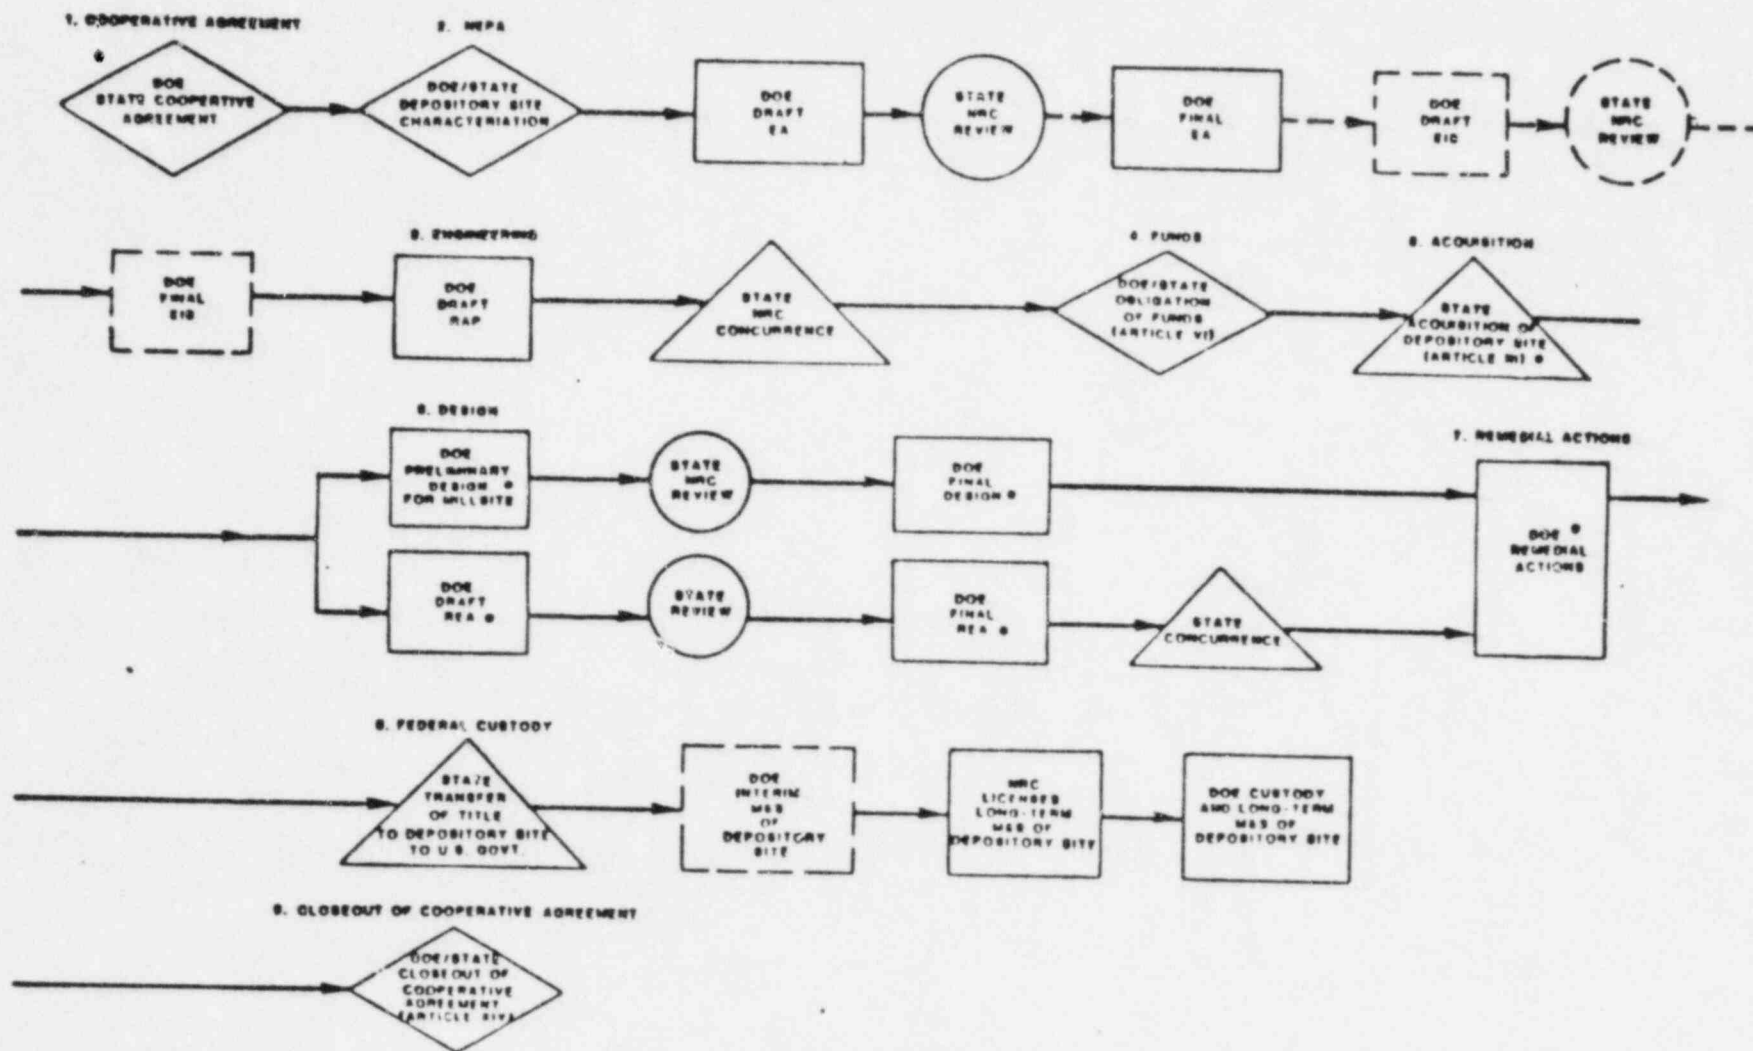 1. COOPERATIVE AGREEMENT
DOE
STATE COOPERTIVE
AGREEMENT
2. NEPA
DOE/STATE
DEPOSITORY SITE
CHARACTERIATION
DOE
DRAFT
EA
STATE
NRC
REVIEW
DOE
FINAL
EA
DOE
DRAFT
EIS
STATE
NRC
REVIEW
DOE
FINAL
EIS
3. ENGINEERING
DOE
DRAFT
RAP
STATE
NRC
CONCURRENCE
4. FUNDS
DOE/STATE
OBLIGATION
OF FUNDS
(ARTICLE VI)
5. ACQUISITION
STATE
ACQUISITION OF
DEPOSITORY SITE
(ARTICLE III) *
6. DESIGN
DOE
PRELIMINARY
DESIGN *
FOR MILLSITE
STATE
NRC
REVIEW
DOE
FINAL
DESIGN *
DOE
DRAFT
REA *
STATE
REVIEW
DOE
FINAL
REA *
STATE
CONCURRENCE
7. REMEDIAL ACTIONS
DOE *
REMEDIAL
ACTIONS
8. FEDERAL CUSTODY
STATE
TRANSFER
OF TITLE
TO DEPOSITORY SITE
TO U.S. GOVT.
DOE
INTERIM
M&S
OF
DEPOSITORY
SITE
NRC
LICENSES
LONG-TERM
M&S OF
DEPOSITORY SITE
DOE CUSTODY
AND LONG-TERM
M&S OF
DEPOSITORY SITE
9. CLOSEOUT OF COOPERATIVE AGREEMENT
DOE/STATE
CLOSEOUT OF
COOPERATIVE
AGREEMENT
(ARTICLE